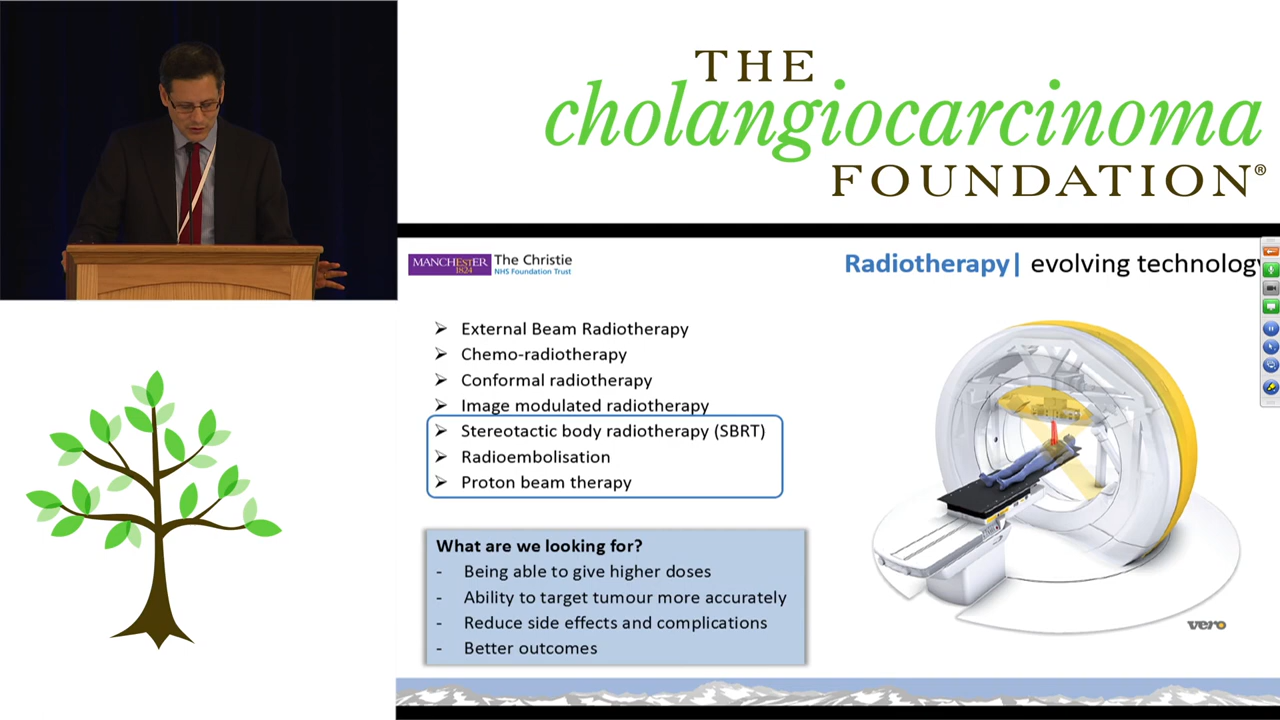 THE
cholangiocarcinoma
FOUNDATION®
MANCHESTER
1824
The Christie
NHS Foundation Trust
Radiotherapy| evolving technology
➢ External Beam Radiotherapy
➢ Chemo-radiotherapy
➢ Conformal radiotherapy
➢ Image modulated radiotherapy
➢ Stereotactic body radiotherapy (SBRT)
➢ Radioembolisation
➢ Proton beam therapy
What are we looking for?
- Being able to give higher doses
- Ability to target tumour more accurately
- Reduce side effects and complications
- Better outcomes
vero